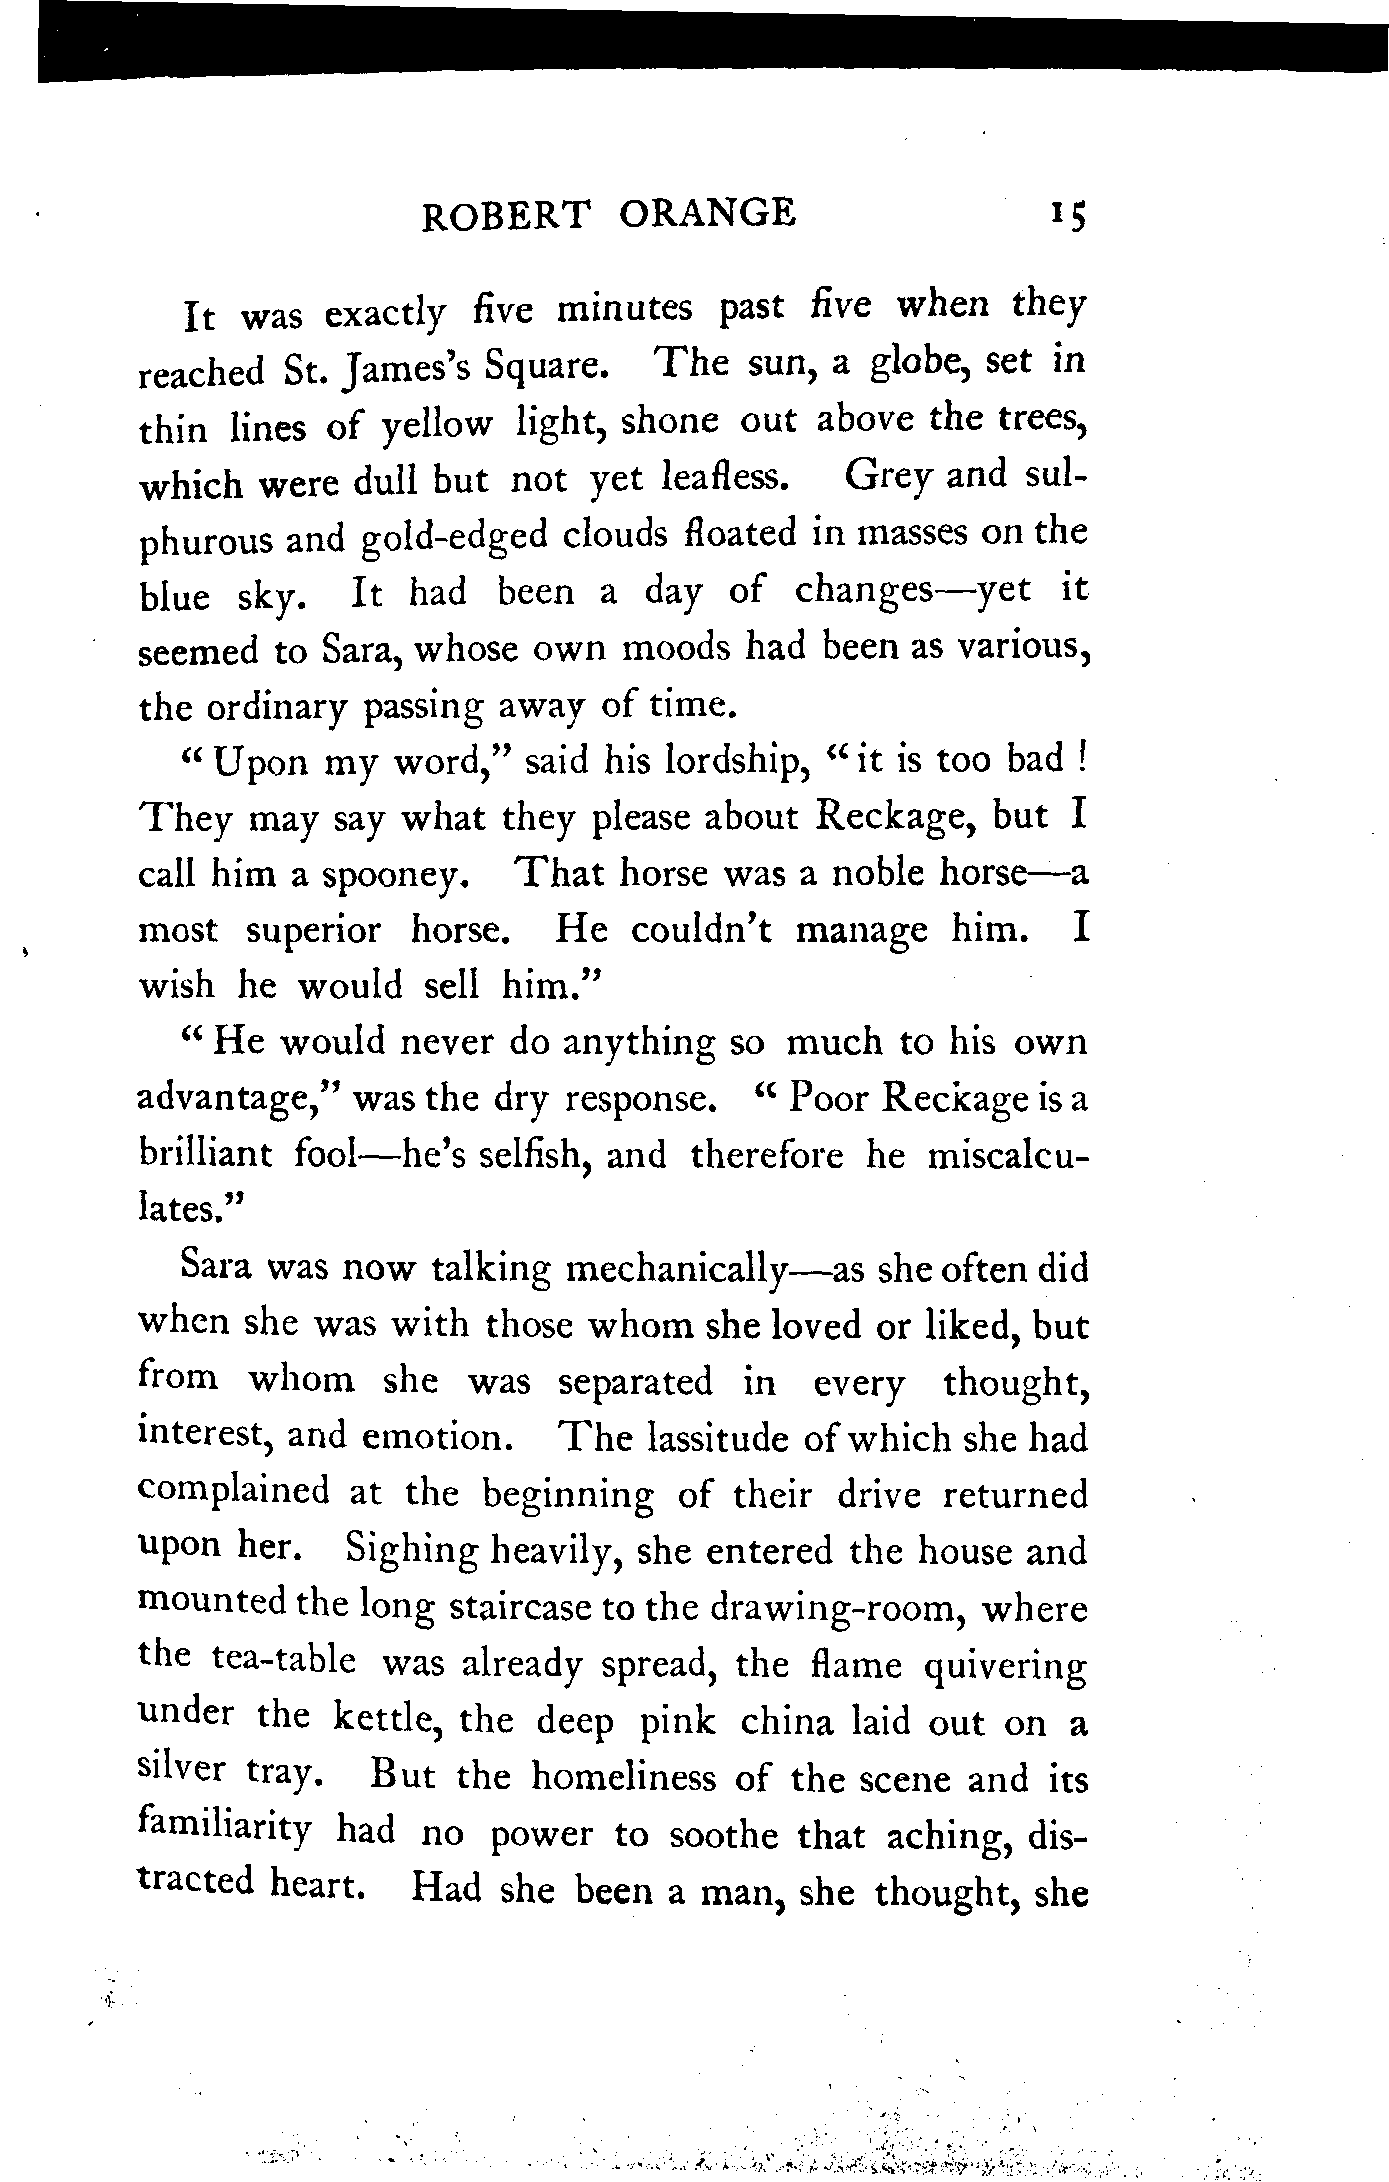 ROBERT ORANGE 15
It was exactly five minutes past five when they
reached St. James's Square. The sun, a globe, set in
thin lines of yellow light, shone out above the trees,
which were dull but not yet leafless. Grey and sul-
phurous and gold-edged clouds floated in masses on the
blue sky. It had been a day of changes—yet it
seemed to Sara, whose own moods had been as various,
the ordinary passing away of time.
" Upon my word," said his lordship, " it is too bad !
They may say what they please about Reckage, but I
call him a spooney. That horse was a noble horse—a
most superior horse. He couldn't manage him. I
wish he would sell him."
" He would never do anything so much to his own
advantage," was the dry response. " Poor Reckage is a
brilliant fool—he's selfish, and therefore he miscalcu-
lates."
Sara was now talking mechanically—as she often did
when she was with those whom she loved or liked, but
from whom she was separated in every thought,
interest, and emotion. The lassitude of which she had
complained at the beginning of their drive returned
upon her. Sighing heavily, she entered the house and
mounted the long staircase to the drawing-room, where
the tea-table was already spread, the flame quivering
under the kettle, the deep pink china laid out on a
silver tray. But the homeliness of the scene and its
familiarity had no power to soothe that aching, dis-
tracted heart. Had she been a man, she thought, she